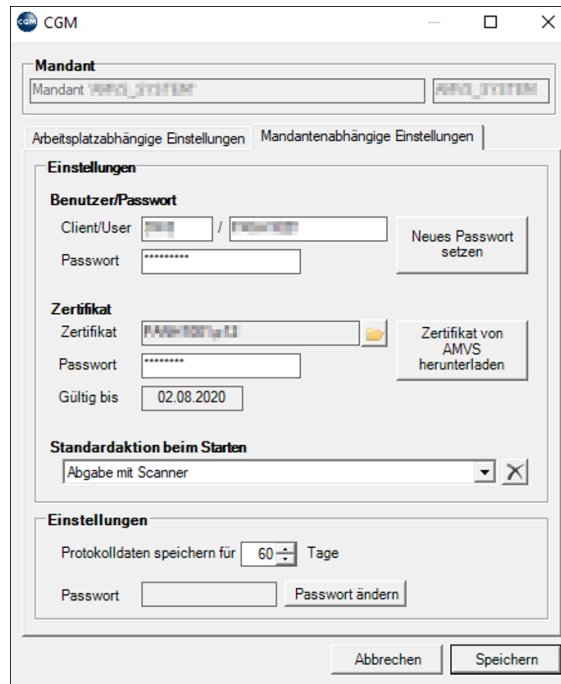 CGM
Mandant
Mandant
Arbeitsplatzabhängige Einstellungen Mandantenabhängige Einstellungen
Einstellungen
Benutzer/Passwort
Client/User /
Neues Passwort
setzen
Passwort *********
Zertifikat
Zertifikat
Zertifikat von
AMVS
herunterladen
Passwort ********
Gültig bis 02.08.2020
Standardaktion beim Starten
Abgabe mit Scanner
Einstellungen
Protokolldaten speichern für 60 Tage
Passwort Passwort ändern
Abbrechen Speichern